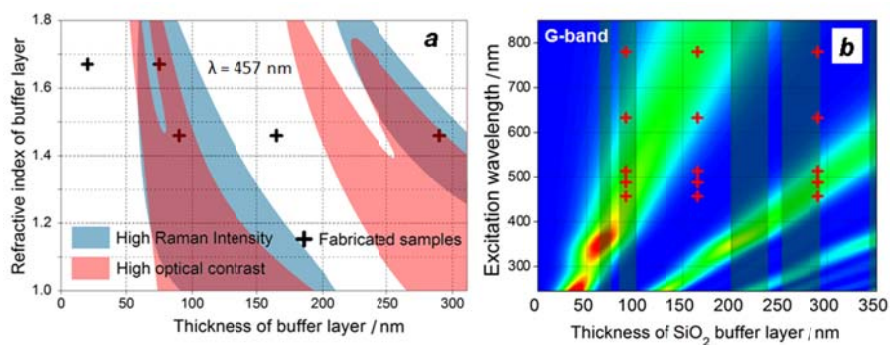 Refractive index of buffer layer
1.8
1.6
1.4
1.2
1.0
a
λ = 457 nm
High Raman Intensity
High optical contrast
Fabricated samples
0 50 100 150 200 250 300
Thickness of buffer layer / nm
Excitation wavelength /nm
800
700
600
500
400
300
G-band
b
0 50 100 150 200 250 300 350
Thickness of SiO₂ buffer layer / nm